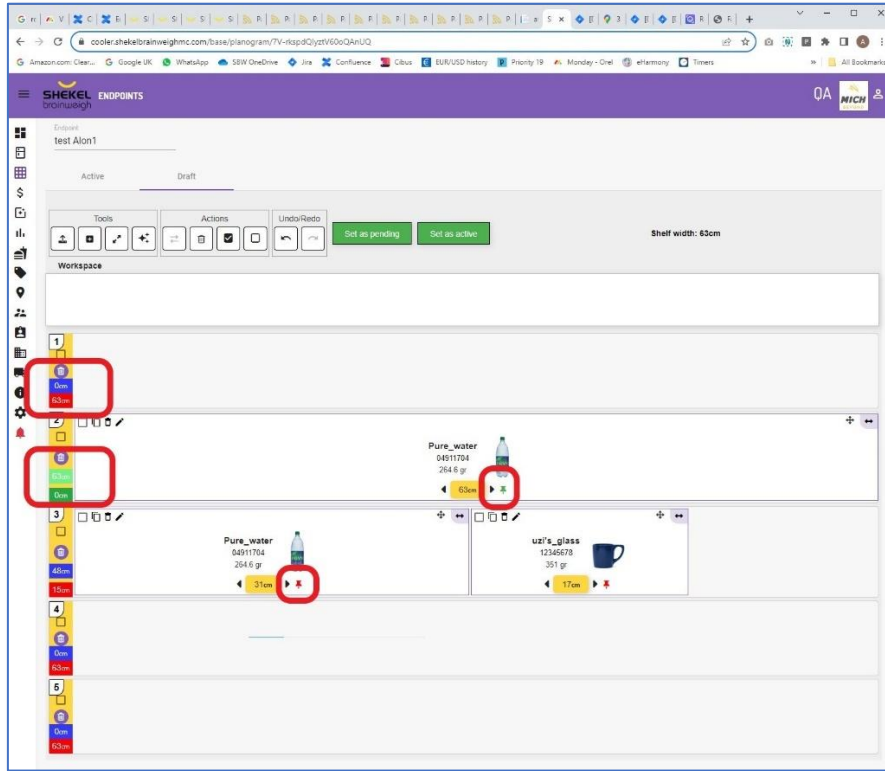 cooler.shekelbrainweighmc.com/base/planogram/7V-rkspdQlyztV60oQAnUQ
Amazon.com: Clear... Google UK WhatsApp SBW OneDrive Jira Confluence Cibus EUR/USD history Priority 19 Monday - Orel eHarmony Timers » All Bookmarks
SHEKEL brainweigh ENDPOINTS QA MICH
Endpoint
test Alon1
Active Draft
Tools Actions Undo/Redo
Set as pending Set as active Shelf width: 63cm
Workspace
1
0cm
63cm
2
Pure_water
04911704
264.6 gr
63cm
63cm
0cm
3
Pure_water uzi's_glass
04911704 12345678
264.6 gr 351 gr
48cm
31cm 17cm
15cm
4
0cm
63cm
5
0cm
63cm